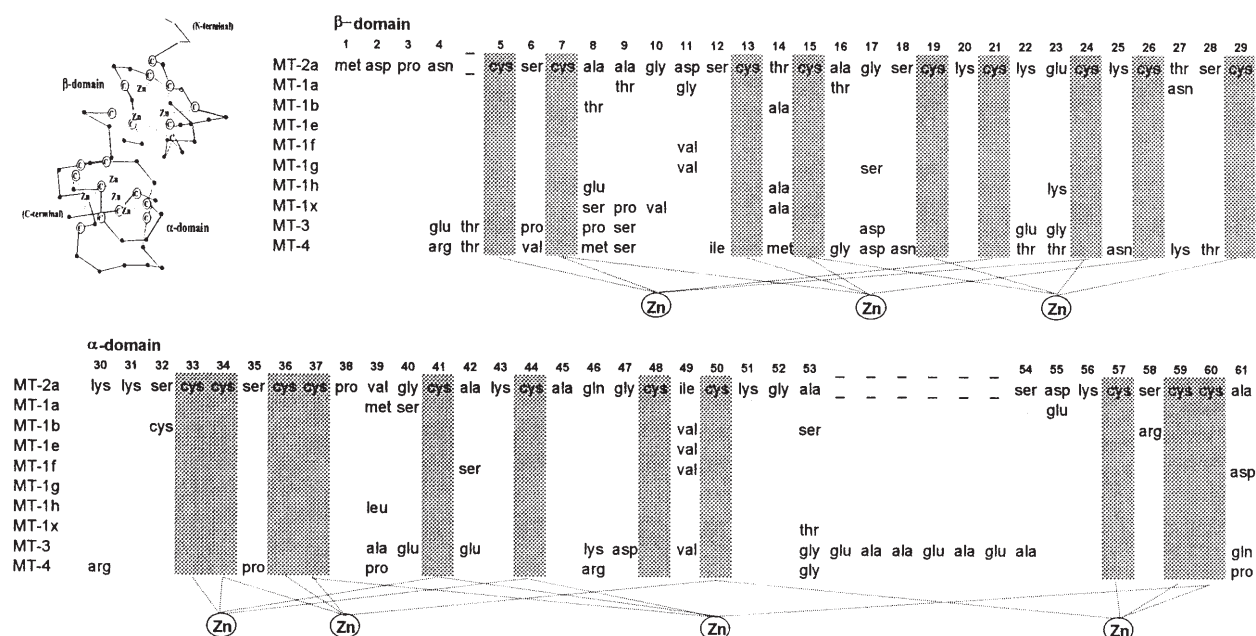 (N-terminal)
β-domain
Zn
Zn
Zn
C
Zn
Zn
Zn
Zn
(C-terminal)
α-domain
β-domain
1 2 3 4 5 6 7 8 9 10 11 12 13 14 15 16 17 18 19 20 21 22 23 24 25 26 27 28 29
MT-2a met asp pro asn _ cys ser cys ala ala gly asp ser cys thr cys ala gly ser cys lys cys lys glu cys lys cys thr ser cys
MT-1a _ thr gly thr asn
MT-1b thr ala
MT-1e
MT-1f val
MT-1g val ser
MT-1h glu ala lys
MT-1x ser pro val ala
MT-3 glu thr pro pro ser asp glu gly
MT-4 arg thr val met ser ile met gly asp asn thr thr asn lys thr
Zn Zn Zn
α-domain
30 31 32 33 34 35 36 37 38 39 40 41 42 43 44 45 46 47 48 49 50 51 52 53 54 55 56 57 58 59 60 61
MT-2a lys lys ser cys cys ser cys cys pro val gly cys ala lys cys ala gln gly cys ile cys lys gly ala _ _ _ _ _ _ ser asp lys cys ser cys cys ala
MT-1a met ser _ _ _ _ _ _ glu
MT-1b cys val ser arg
MT-1e val
MT-1f ser val asp
MT-1g
MT-1h leu
MT-1x thr
MT-3 ala glu glu lys asp val gly glu ala ala glu ala glu ala gln
MT-4 arg pro pro arg gly pro
Zn Zn Zn Zn